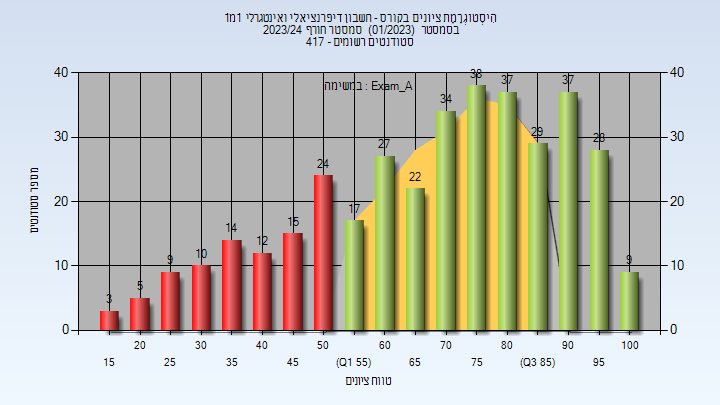 הִיסְטוֹגְרָמַת ציונים בקורס - חשבון דיפרנציאלי ואינטגרלי 1מ1
בסמסטר (01/2023) סמסטר חורף 2023/24
סטודנטים רשומים - 417
במשימה : Exam_A
מספר סטודנטים
40 40
30 30
20 20
10 10
0 0
3 5 9 10 14 12 15 24 17 27 22 34 38 37 29 37 28 9
20 30 40 50 60 70 80 90 100
15 25 35 45 (Q1 55) 65 75 (Q3 85) 95
טווח ציונים